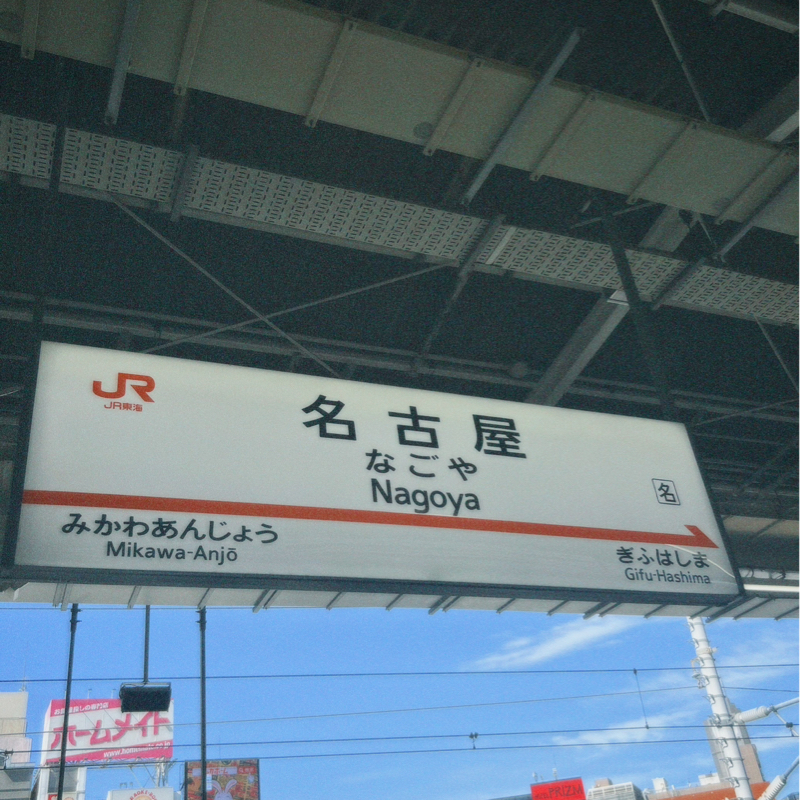 JR
JR東海
名古屋
なごや
Nagoya
名
みかわあんじょう
Mikawa-Anjō
ぎふはしま
Gifu-Hashima
ホームメイト